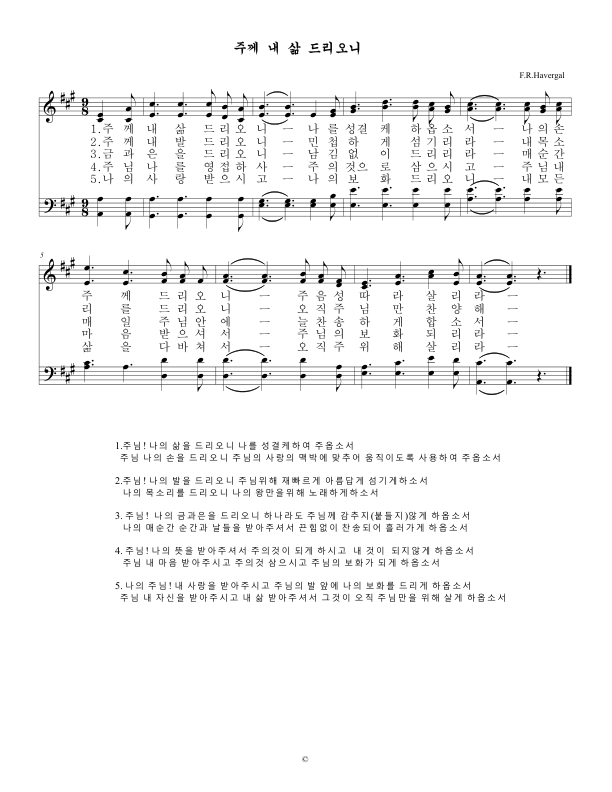 주께 내 삶 드리오니
F.R.Havergal
1.주 께 내 삶 드 리 오 니 ㅡ 나 를 성결 케 하 옵 소 서 ㅡ 나 의 손
2.주 께 내 발 드 리 오 니 ㅡ 민 첩 하 게 섬 기 리 라 ㅡ 내 목 소
3.금 과 은 을 드 리 오 니 ㅡ 남 김 없 이 드 리 리 라 ㅡ 매 순 간
4.주 님 나 를 영 접 하 사 ㅡ 주의 것 으 로 삼 으 시 고 ㅡ 주 님 내
5.나 의 사 랑 받 으 시 고 ㅡ 나 의 보 화 드 리 오 니 ㅡ 내 모 든
5
주 께 드 리 오 니 ㅡ 주 음 성 따 라 살 리 라 ㅡ
리 를 드 리 오 니 ㅡ 오 직 주 님 만 찬 양 해 ㅡ
매 일 주 님 안 에 ㅡ 늘 찬 송 하 게 합 소 서 ㅡ
마 음 받 으 셔 서 ㅡ 주 님 의 보 화 되 리 라 ㅡ
삶 을 다 바 쳐 서 ㅡ 오 직 주 위 해 살 리 라 ㅡ
1.주님! 나의 삶을 드리오니 나를 성결케하여 주옵소서
주님 나의 손을 드리오니 주님의 사랑의 맥박에 맞추어 움직이도록 사용하여 주옵소서
2.주님! 나의 발을 드리오니 주님위해 재빠르게 아름답게 섬기게하소서
나의 목소리를 드리오니 나의 왕만을위해 노래하게하소서
3. 주님! 나의 금과은을 드리오니 하나라도 주님께 감추지(붙들지)않게 하옵소서
나의 매순간 순간과 날들을 받아주셔서 끈힘없이 찬송되어 흘러가게 하옵소서
4. 주님! 나의 뜻을 받아주셔서 주의것이 되게 하시고 내 것이 되지않게 하옵소서
주님 내 마음 받아주시고 주의것 삼으시고 주님의 보화가 되게 하옵소서
5. 나의 주님! 내 사랑을 받아주시고 주님의 발 앞에 나의 보화를 드리게 하옵소서
주님 내 자신을 받아주시고 내 삶 받아주셔서 그것이 오직 주님만을 위해 살게 하옵소서
©